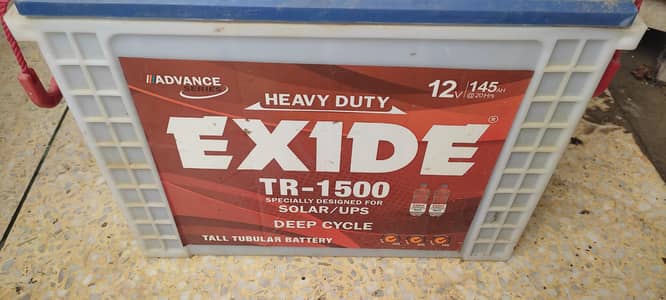 ADVANCE
SERIES
12V 145AH
@20Hrs
HEAVY DUTY
EXIDE®
TR-1500
SPECIALLY DESIGNED FOR
SOLAR/UPS
DEEP CYCLE
TALL TUBULAR BATTERY